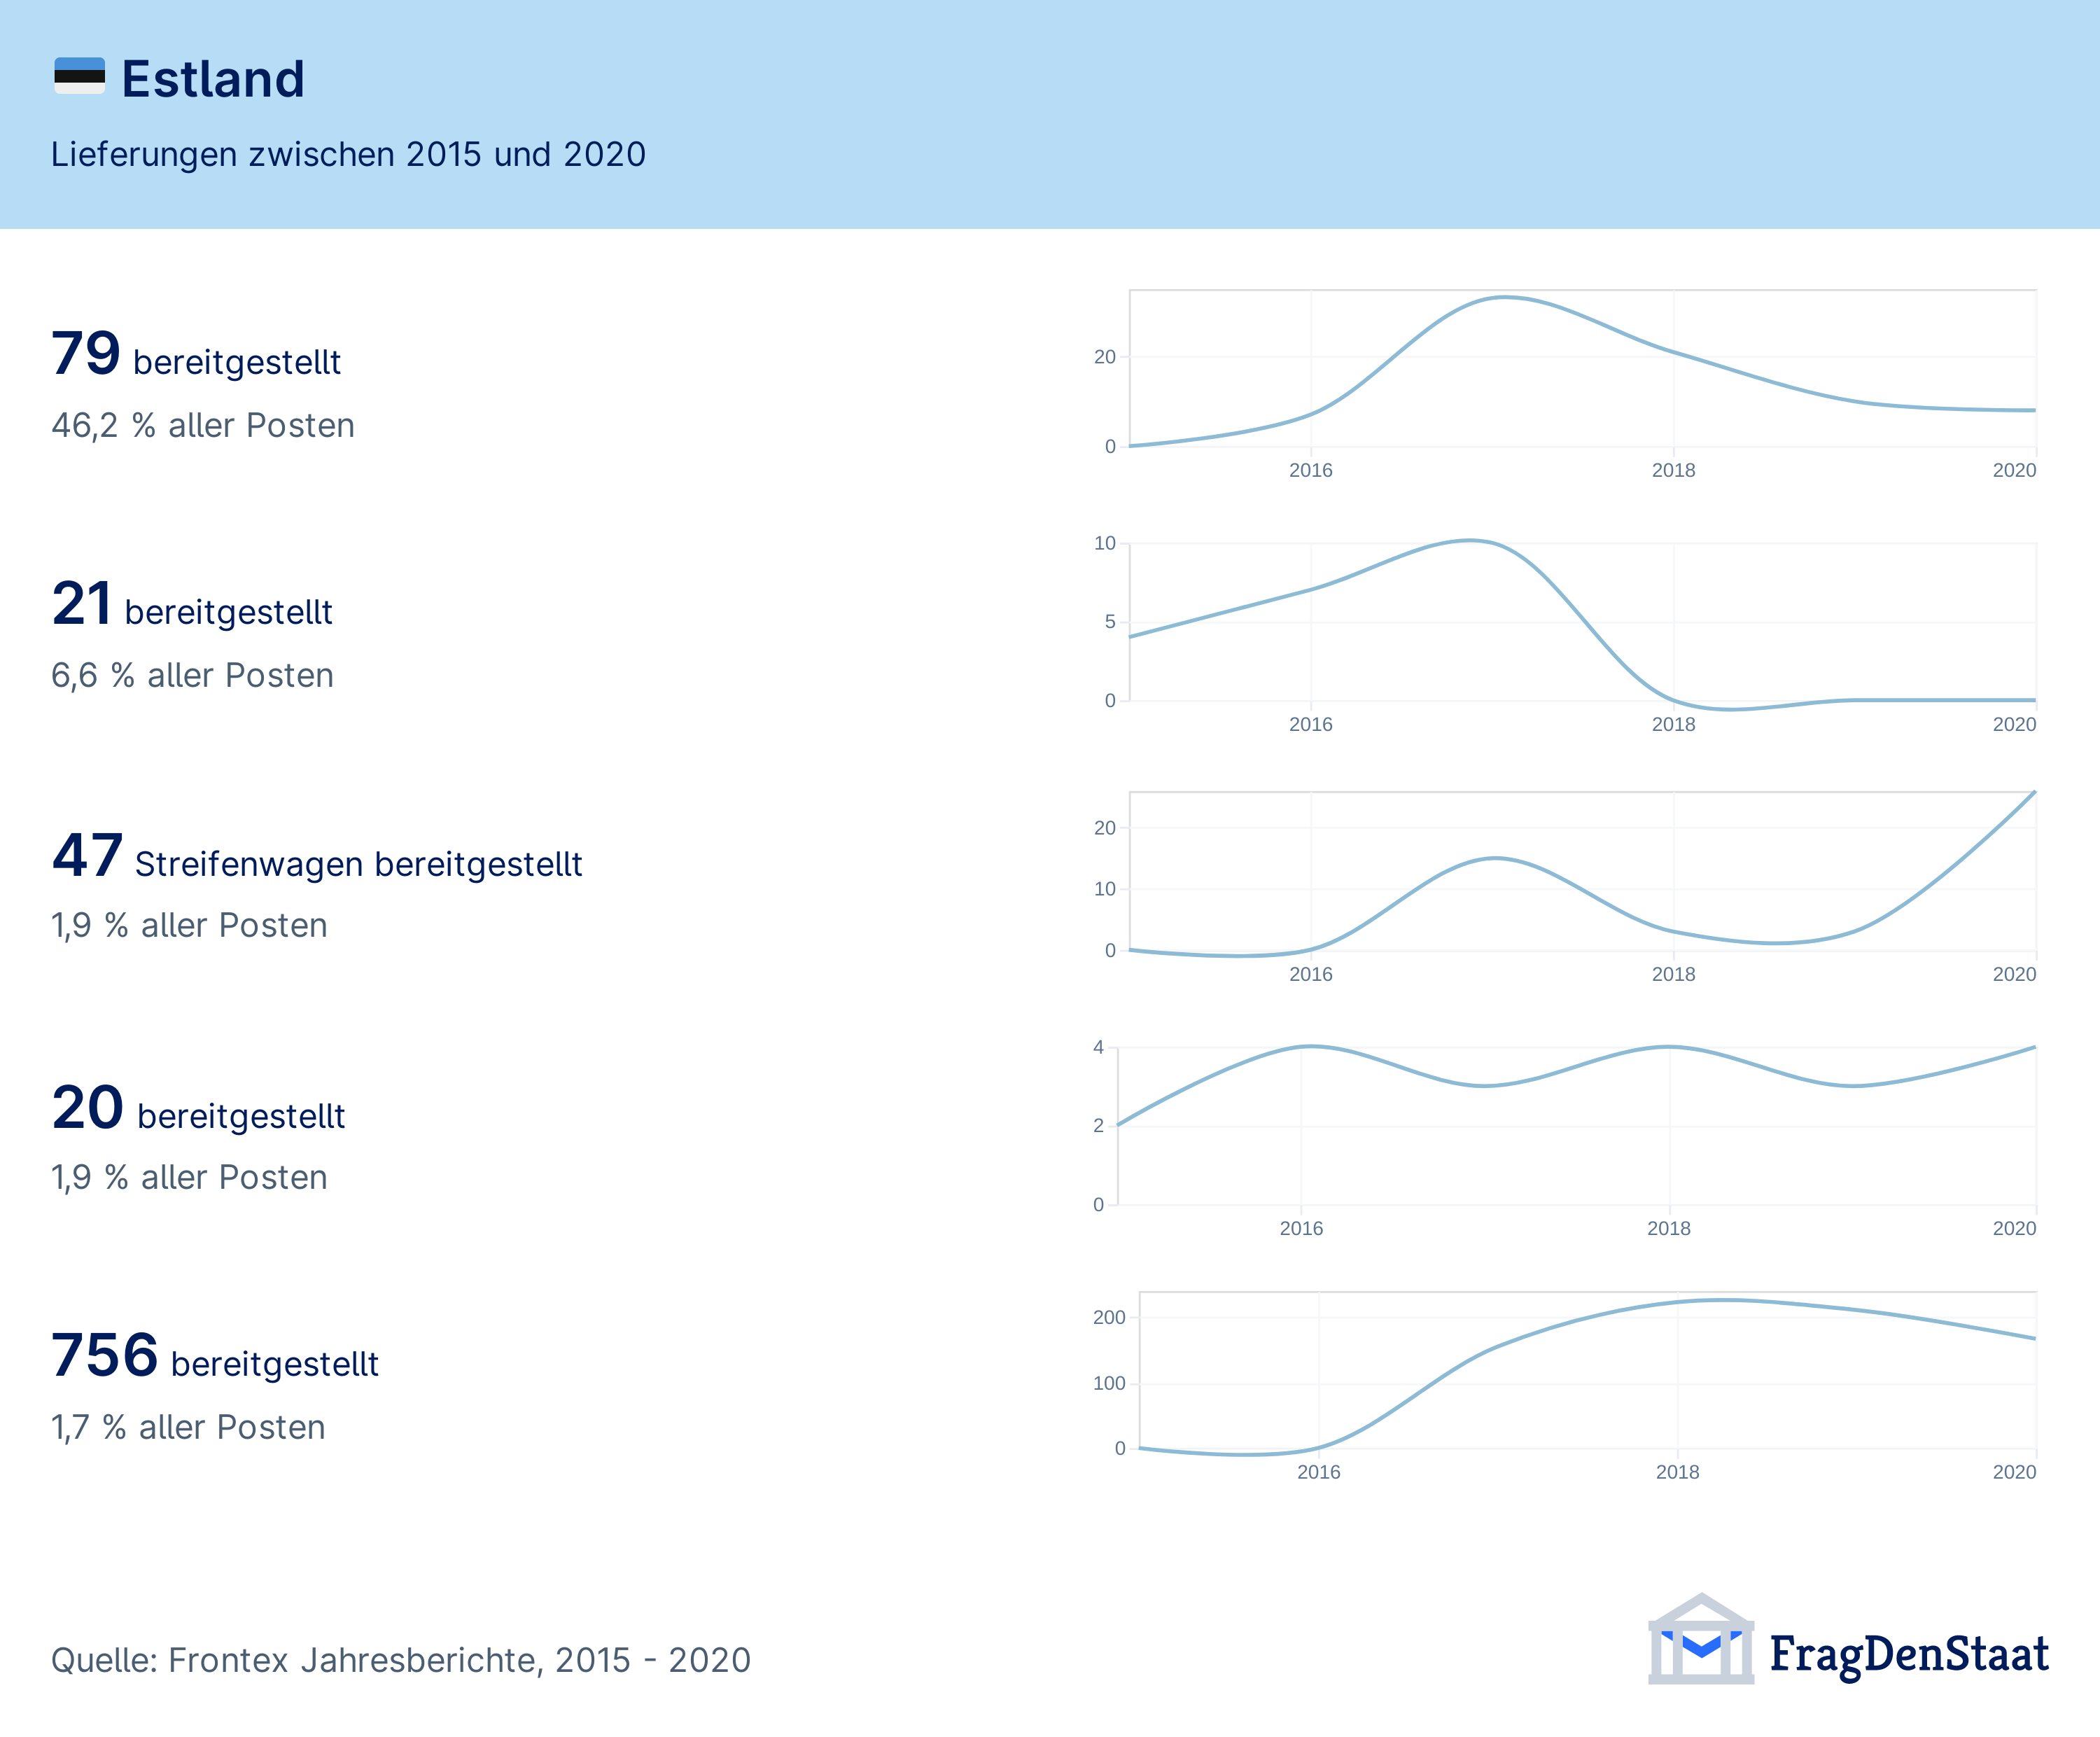 Estland
Lieferungen zwischen 2015 und 2020
79 bereitgestellt
46,2 % aller Posten
20
0
2016 2018 2020
21 bereitgestellt
6,6 % aller Posten
10
5
0
2016 2018 2020
47 Streifenwagen bereitgestellt
1,9 % aller Posten
20
10
0
2016 2018 2020
20 bereitgestellt
1,9 % aller Posten
4
2
0
2016 2018 2020
756 bereitgestellt
1,7 % aller Posten
200
100
0
2016 2018 2020
Quelle: Frontex Jahresberichte, 2015 - 2020
FragDenStaat